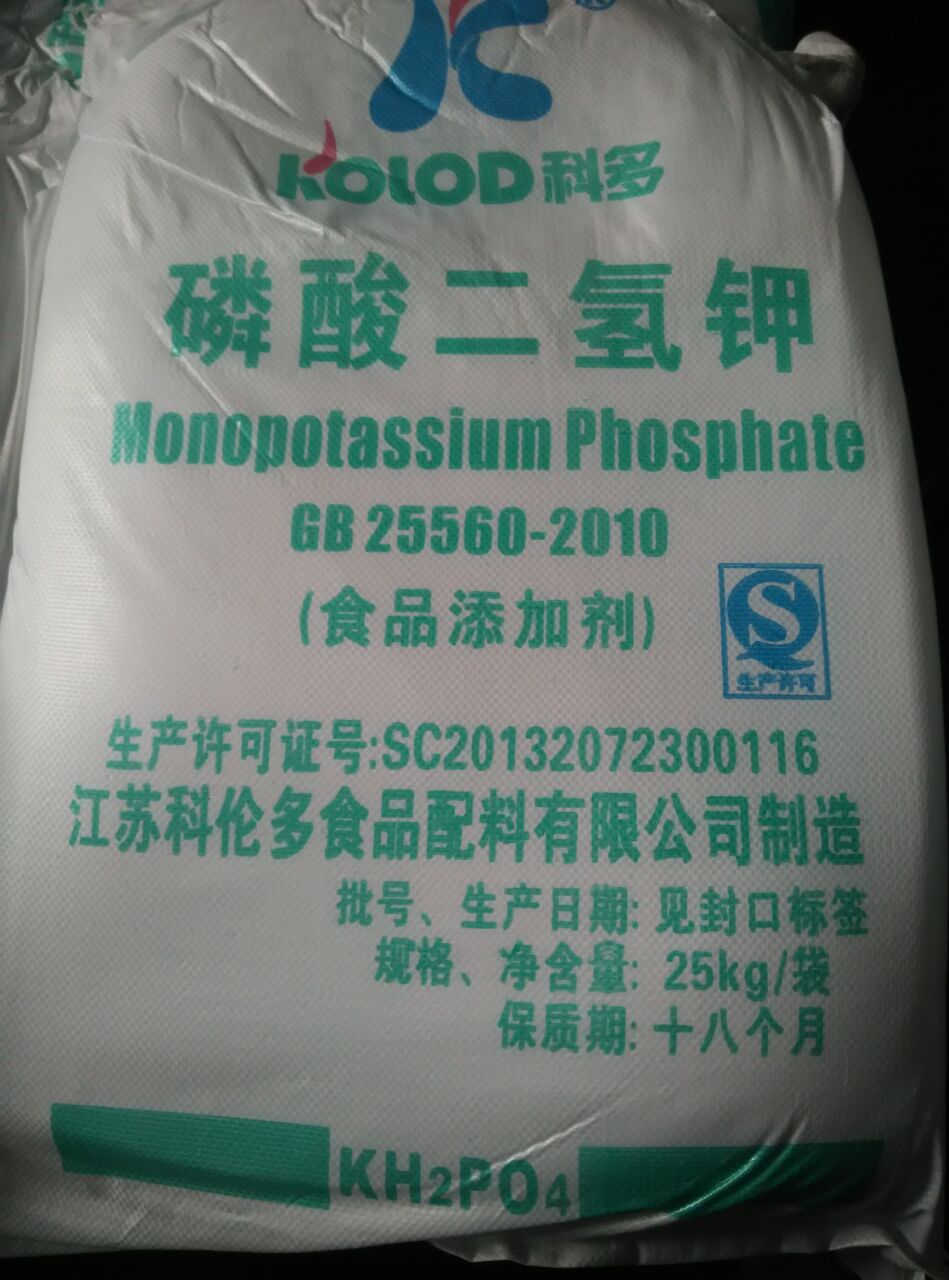 KOLOD科多
磷酸二氢钾
Monopotassium Phosphate
GB 25560-2010
(食品添加剂)
S
生产许可
生产许可证号:SC20132072300116
江苏科伦多食品配料有限公司制造
批号、生产日期: 见封口标签
规格、净含量: 25kg/袋
保质期: 十八个月
KH₂PO₄